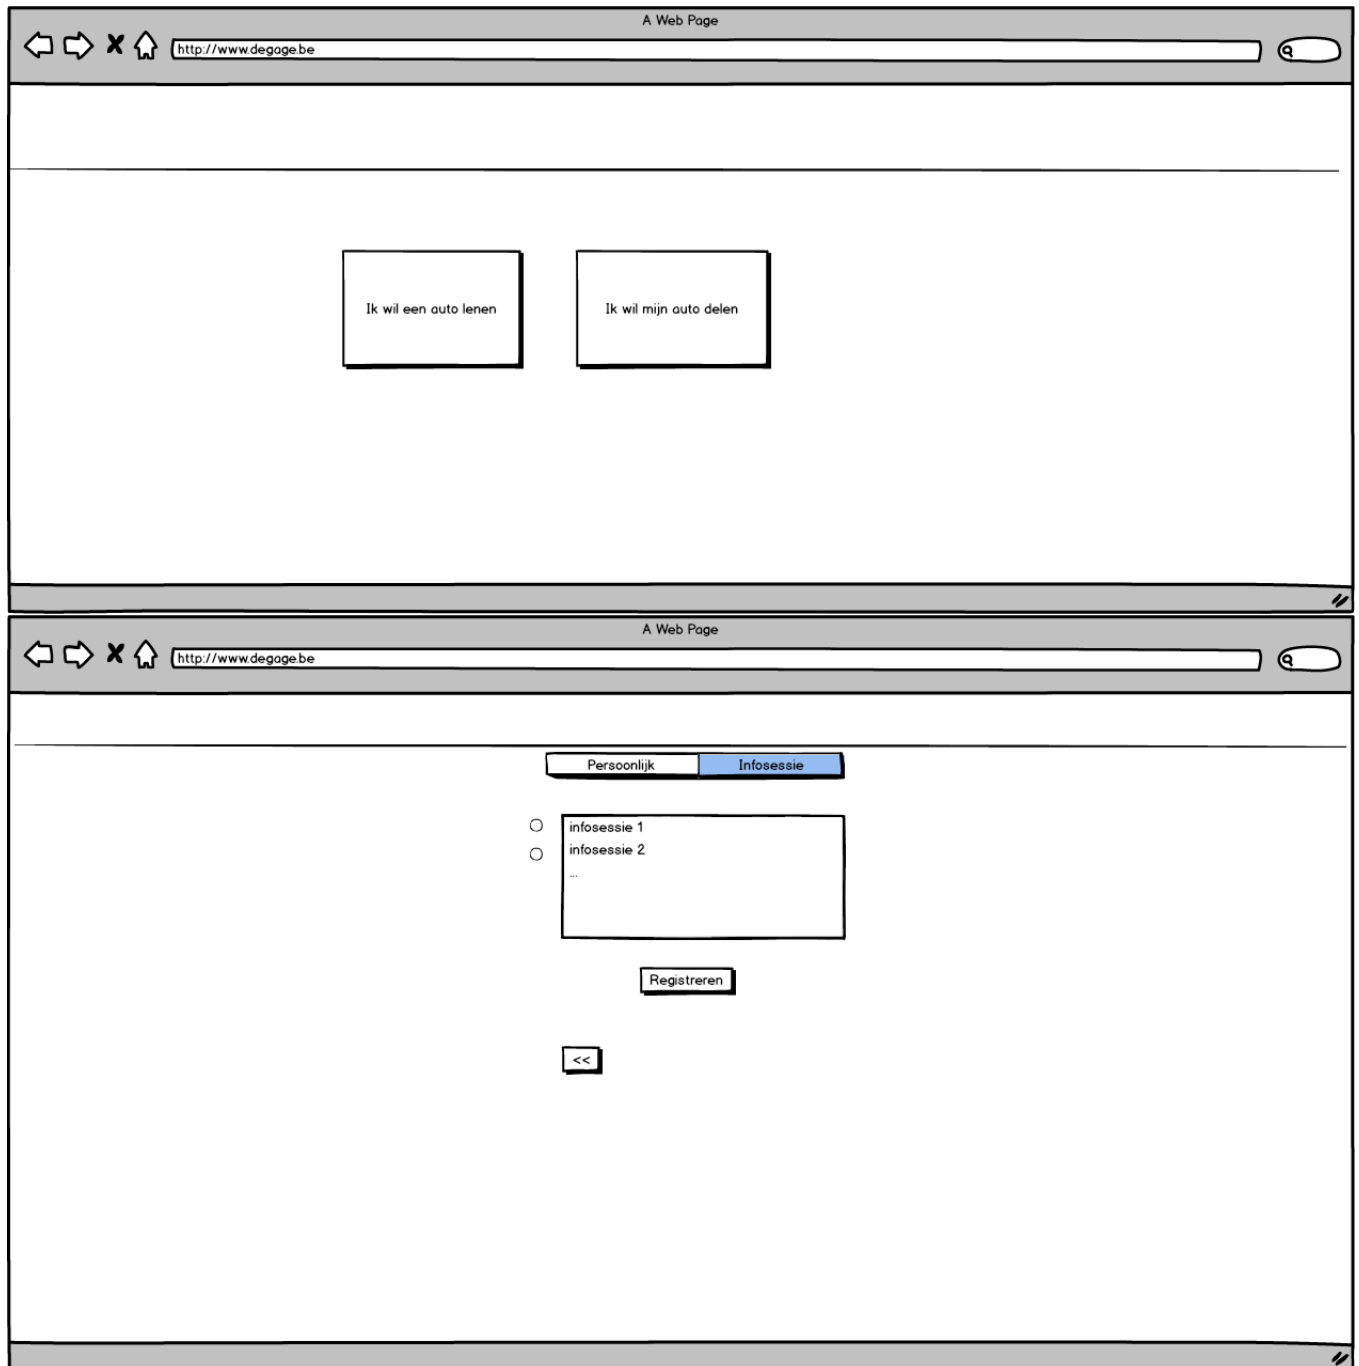 A Web Page
http://www.degage.be
Ik wil een auto lenen
Ik wil mijn auto delen
A Web Page
http://www.degage.be
Persoonlijk
Infosessie
infosessie 1
infosessie 2
...
Registreren
<<